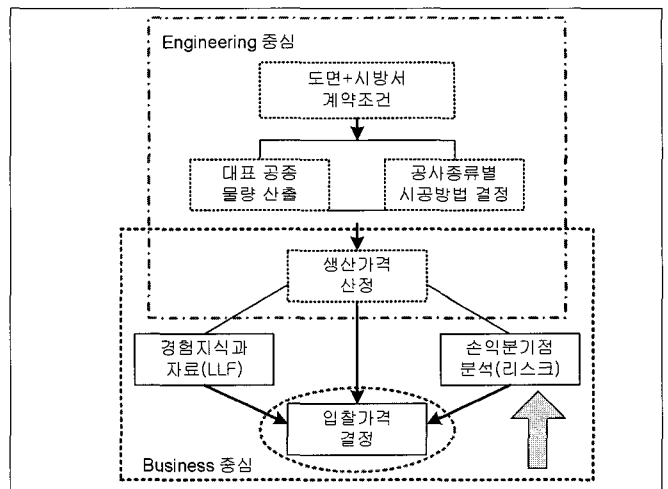 Engineering 중심
도면+시방서
계약조건
대표 공종
물량 산출
공사종류별
시공방법 결정
생산가격
산정
경험지식과
자료(LLF)
손익분기점
분석(리스크)
입찰가격
결정
Business 중심